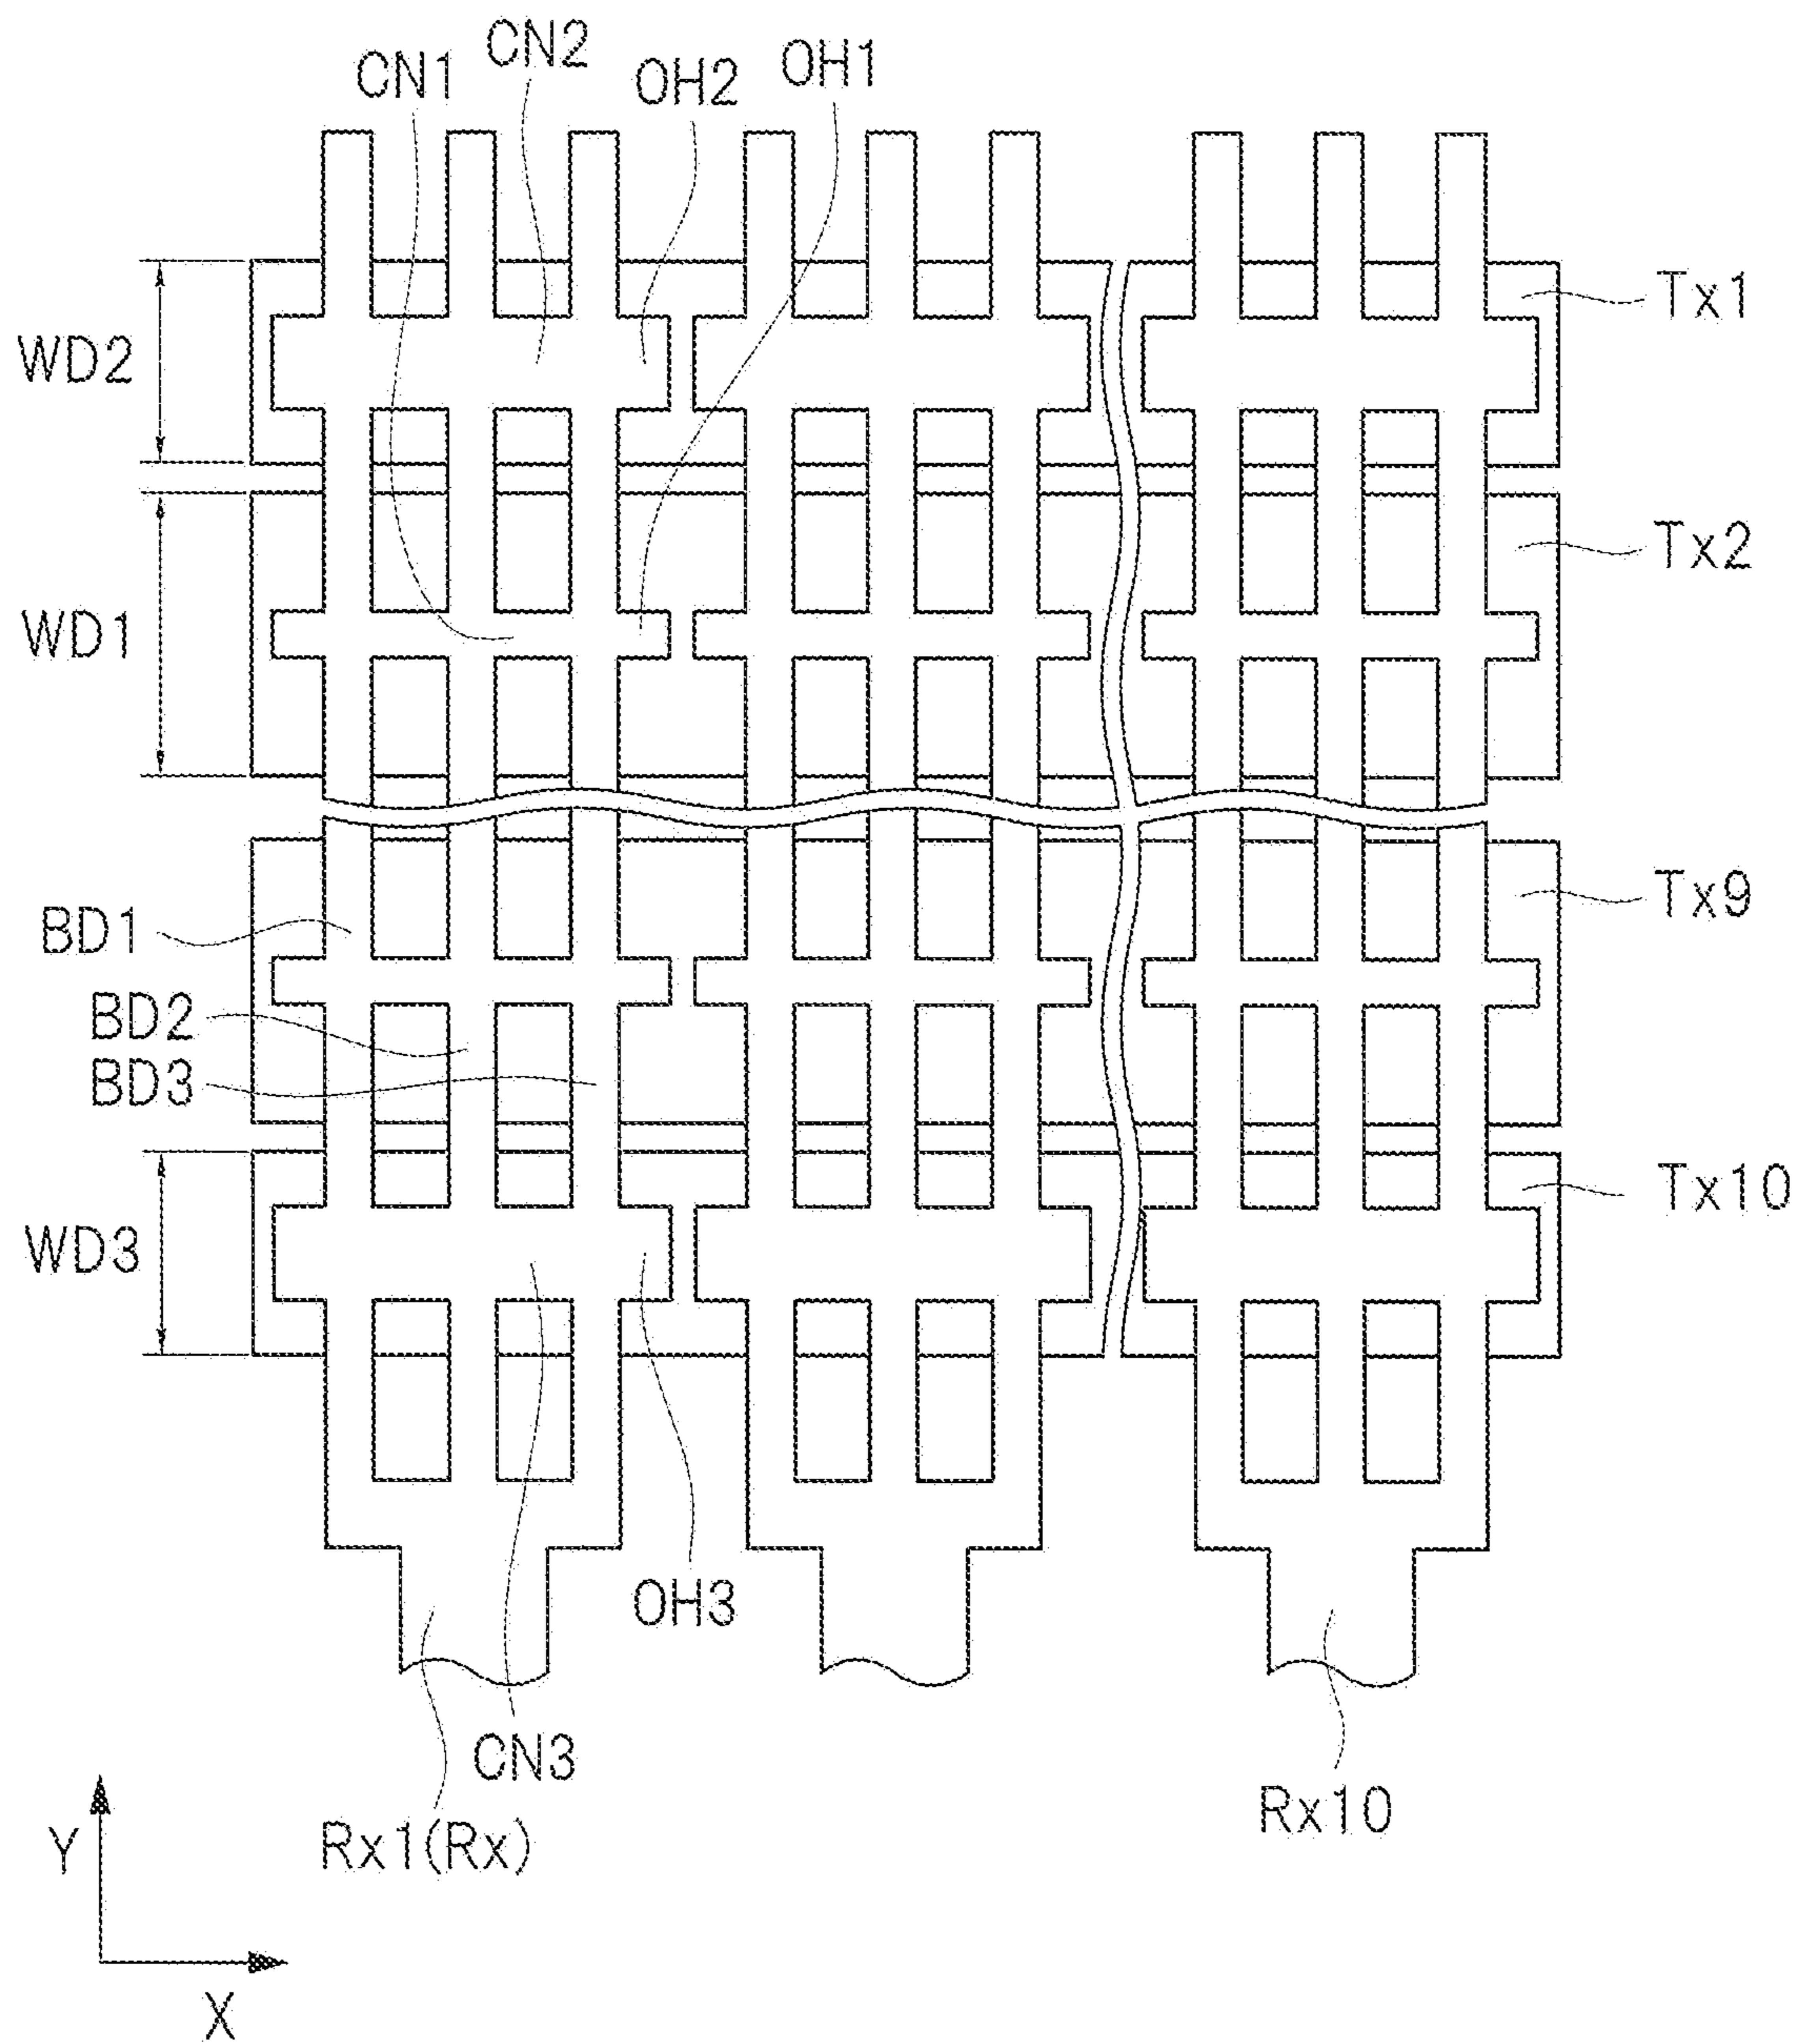 CN1
CN2
OH2
OH1
Tx1
WD2
Tx2
WD1
Tx9
BD1
BD2
BD3
Tx10
WD3
OH3
CN3
Rx1(Rx)
Rx10
Y
X